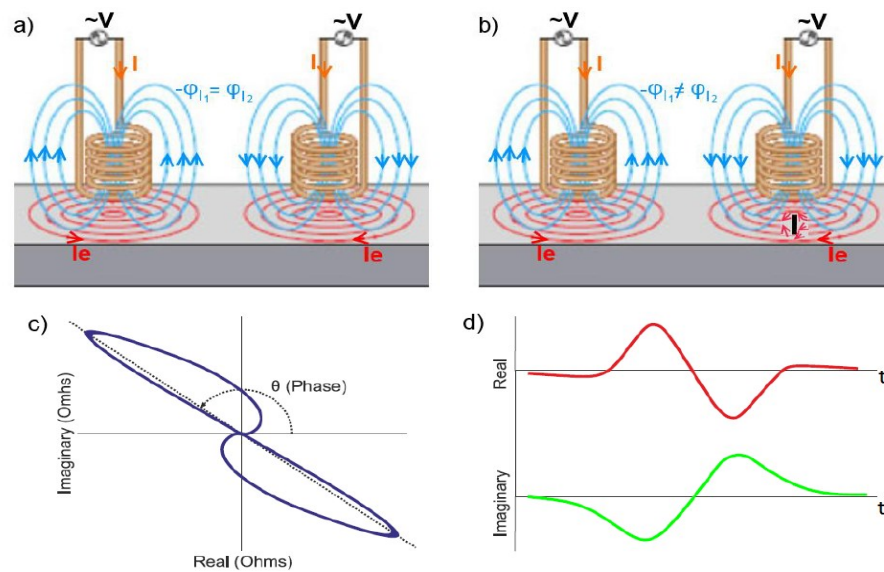 a)
~V
~V
I
I
-φI₁= φI₂
Ie
Ie
b)
~V
~V
I
I
-φI₁≠ φI₂
Ie
Ie
c)
θ (Phase)
Imaginary (Omhs)
Real (Ohms)
d)
Real
t
Imaginary
t